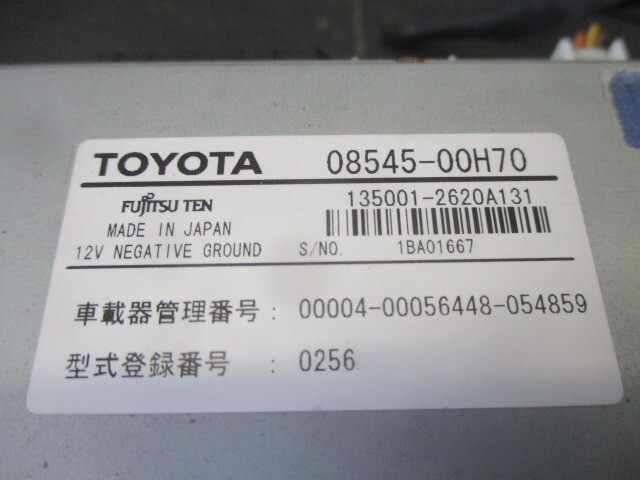 TOYOTA 08545-00H70
FUJITSU TEN 135001-2620A131
MADE IN JAPAN
12V NEGATIVE GROUND S/NO. 1BA01667
車載器管理番号: 00004-00056448-054859
型式登録番号 : 0256